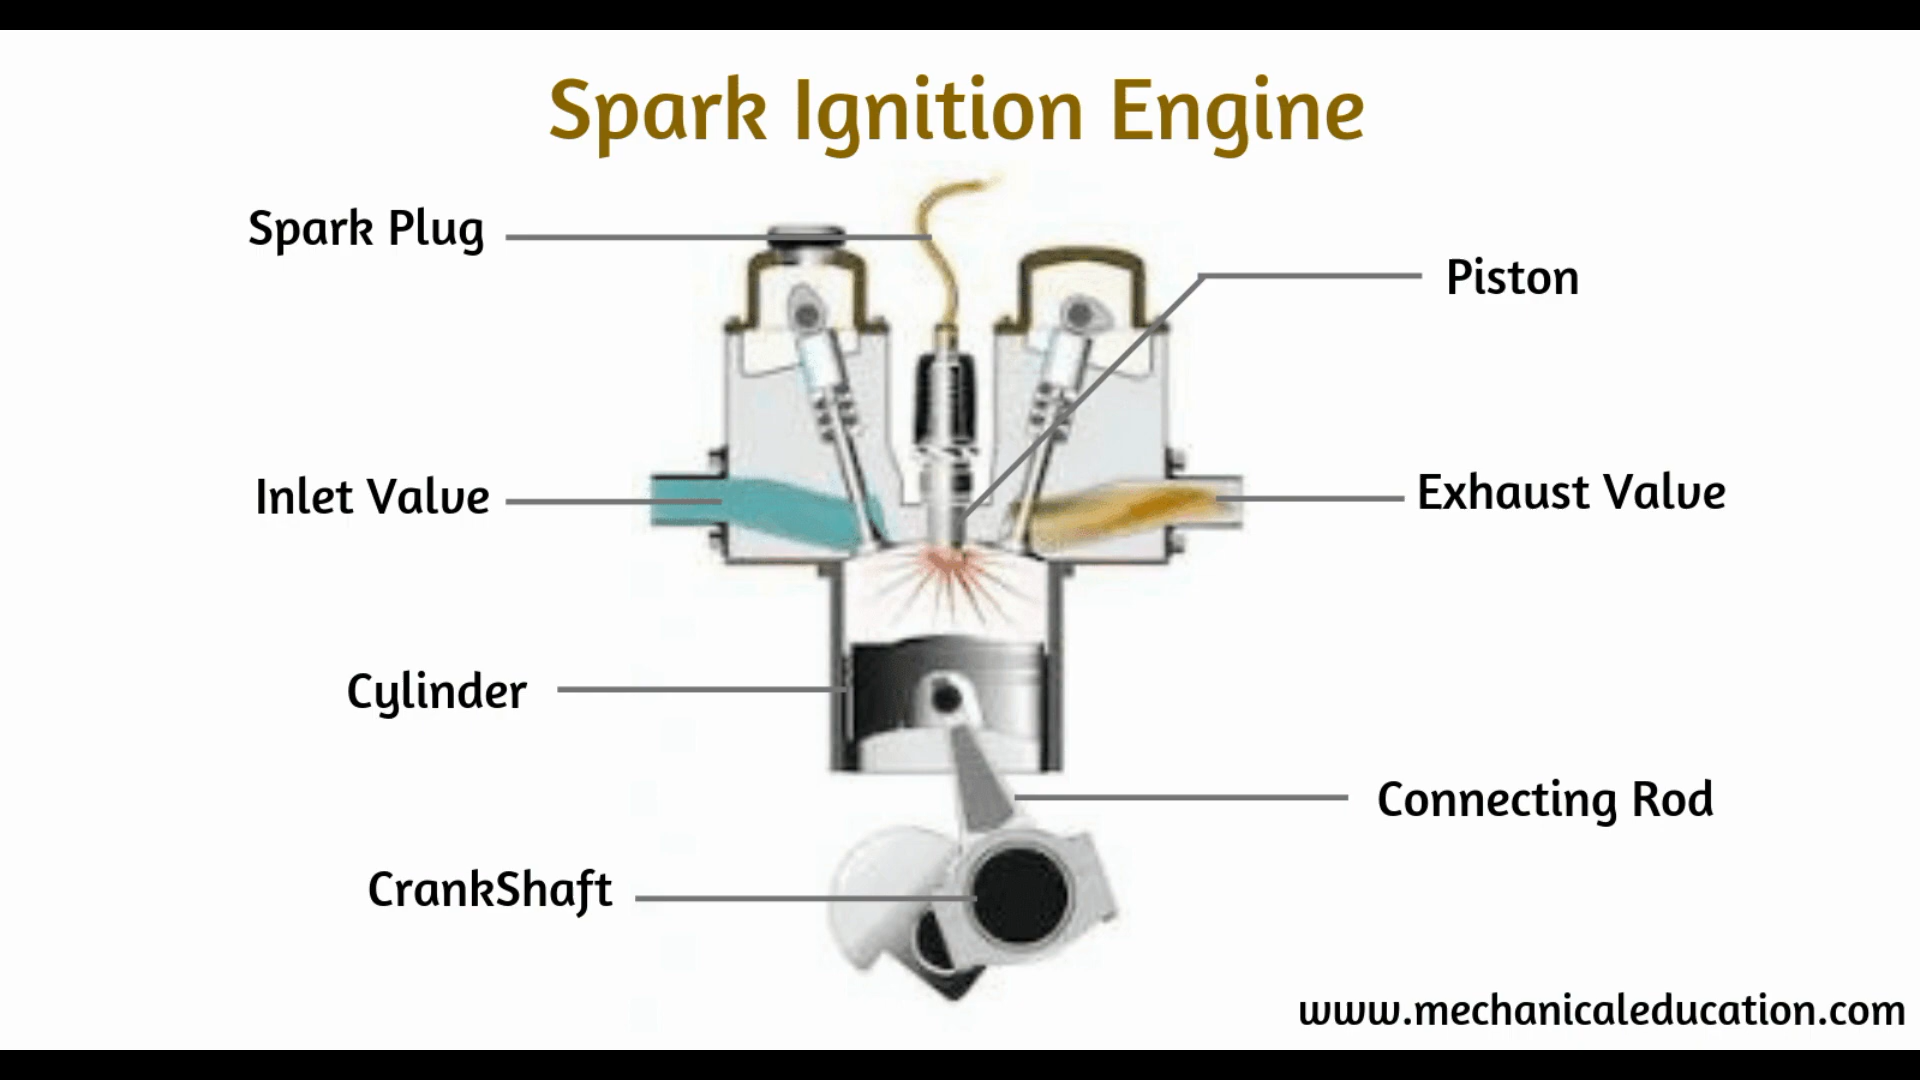 Spark Ignition Engine
Spark Plug
Piston
Inlet Valve
Exhaust Valve
Cylinder
Connecting Rod
CrankShaft
www.mechanicaleducation.com